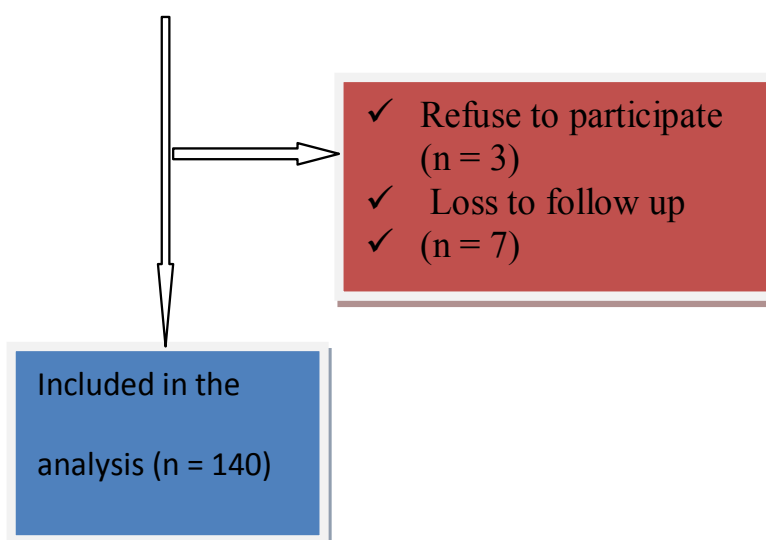 ✓ Refuse to participate
(n = 3)
✓ Loss to follow up
✓ (n = 7)
Included in the
analysis (n = 140)